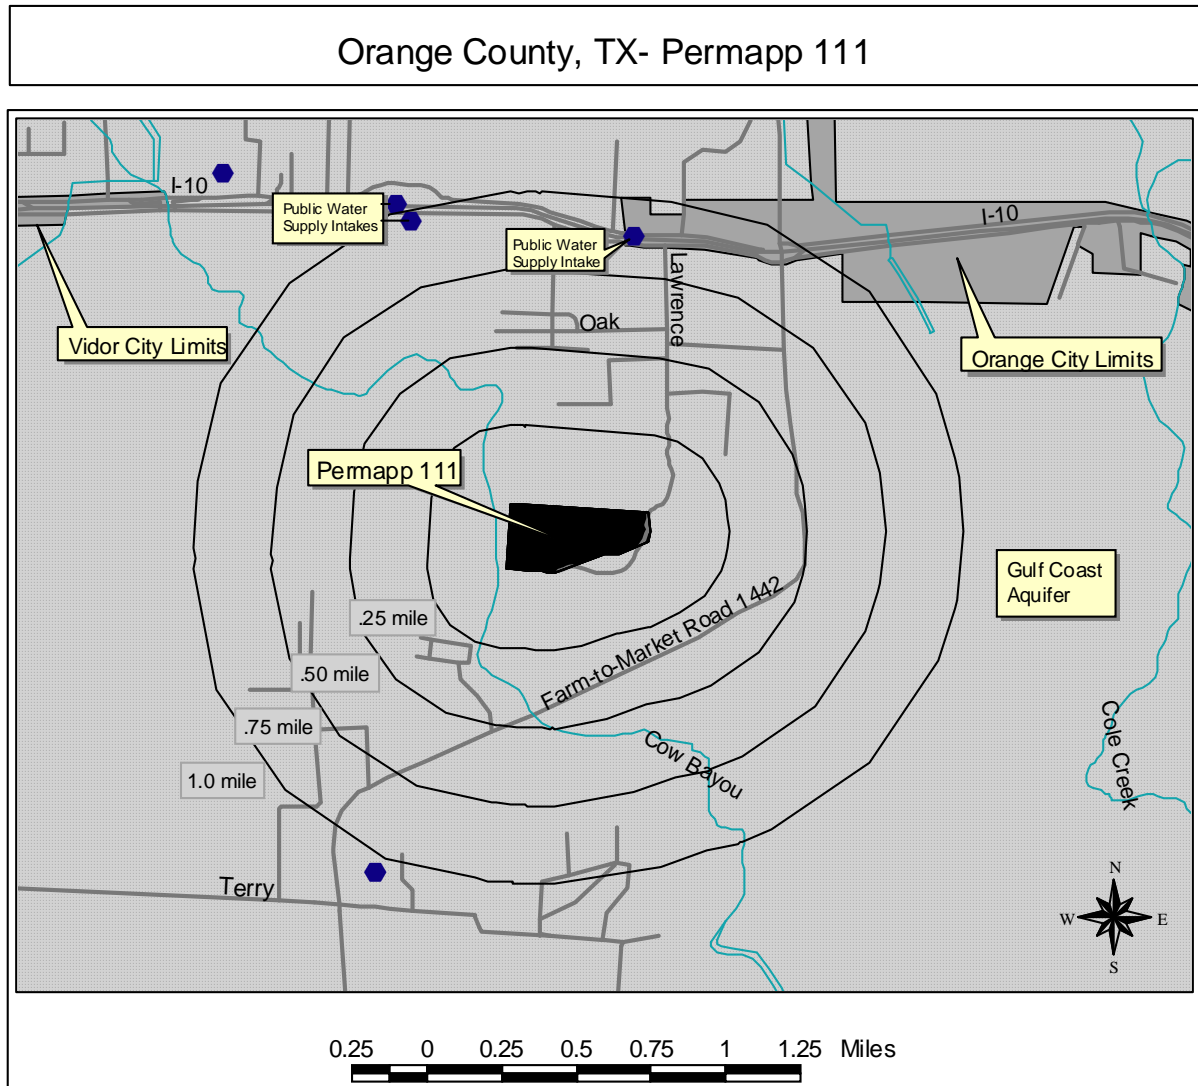 Orange County, TX- Permapp 111
I-10
Public Water
Supply Intakes
I-10
Public Water
Supply Intake
Lawrence
Oak
Vidor City Limits
Orange City Limits
Permapp 111
Gulf Coast
Aquifer
.25 mile
Farm-to-Market Road 1442
.50 mile
.75 mile
1.0 mile
Cow Bayou
Cole Creek
Terry
N
W
E
S
0.25 0 0.25 0.5 0.75 1 1.25 Miles